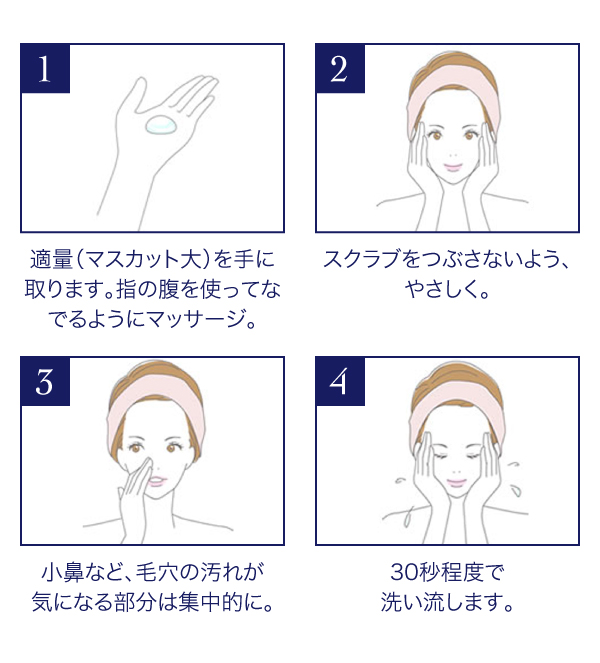 1
適量(マスカット大)を手に
取ります。指の腹を使ってな
でるようにマッサージ。
2
スクラブをつぶさないよう、
やさしく。
3
小鼻など、毛穴の汚れが
気になる部分は集中的に。
4
30秒程度で
洗い流します。